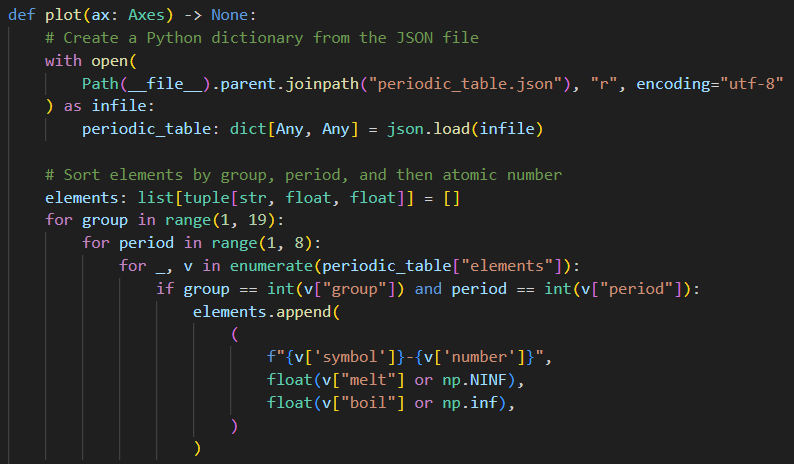 def plot(ax: Axes) -> None:
    # Create a Python dictionary from the JSON file
    with open(
        Path(__file__).parent.joinpath("periodic_table.json"), "r", encoding="utf-8"
    ) as infile:
        periodic_table: dict[Any, Any] = json.load(infile)

    # Sort elements by group, period, and then atomic number
    elements: list[tuple[str, float, float]] = []
    for group in range(1, 19):
        for period in range(1, 8):
            for _, v in enumerate(periodic_table["elements"]):
                if group == int(v["group"]) and period == int(v["period"]):
                    elements.append(
                        (
                            f"{v['symbol']}-{v['number']}",
                            float(v["melt"] or np.NINF),
                            float(v["boil"] or np.inf),
                        )
                    )